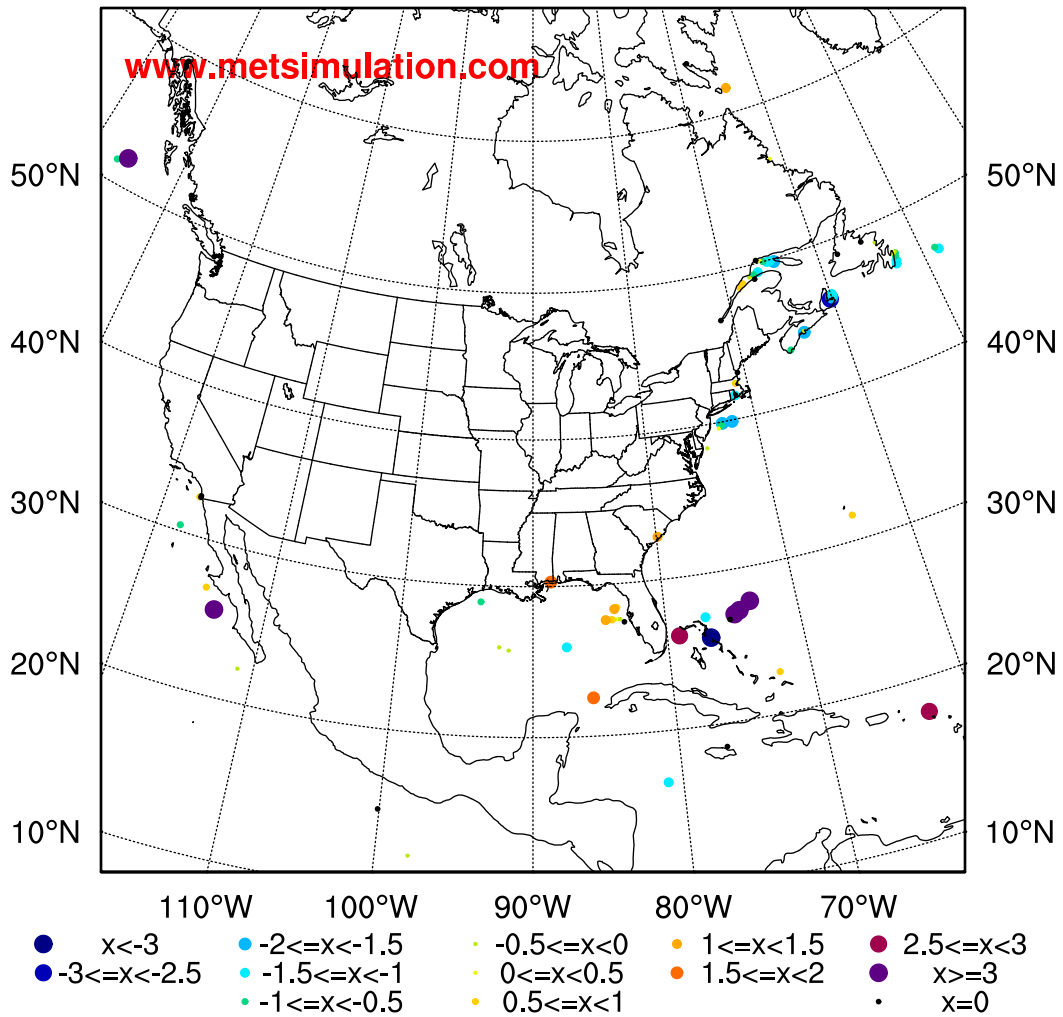 www.metsimulation.com
50°N 50°N
40°N 40°N
30°N 30°N
20°N 20°N
10°N 10°N
110°W 100°W 90°W 80°W 70°W
x<-3 -2<=x<-1.5 -0.5<=x<0 1<=x<1.5 2.5<=x<3
-3<=x<-2.5 -1.5<=x<-1 0<=x<0.5 1.5<=x<2 x>=3
-1<=x<-0.5 0.5<=x<1 x=0